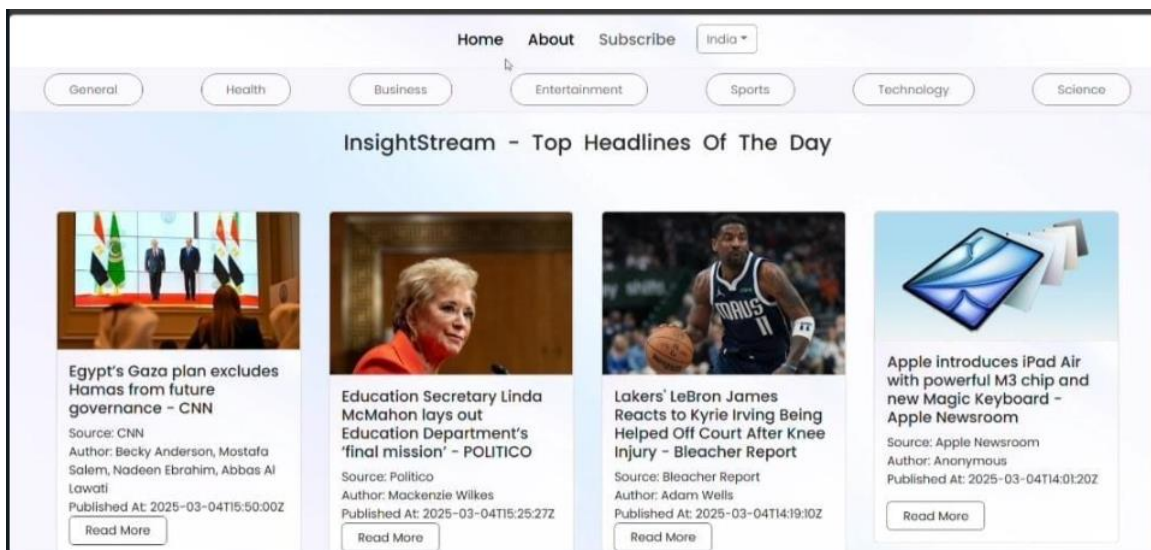 Home About Subscribe India
General Health Business Entertainment Sports Technology Science
InsightStream - Top Headlines Of The Day
Egypt's Gaza plan excludes
Hamas from future
governance - CNN
Source: CNN
Author: Becky Anderson, Mostafa
Salem, Nadeen Ebrahim, Abbas Al
Lawati
Published At: 2025-03-04T15:50:00Z
Read More
Education Secretary Linda
McMahon lays out
Education Department's
'final mission' - POLITICO
Source: Politico
Author: Mackenzie Wilkes
Published At: 2025-03-04T15:25:27Z
Read More
MAVS
11
Lakers' LeBron James
Reacts to Kyrie Irving Being
Helped Off Court After Knee
Injury - Bleacher Report
Source: Bleacher Report
Author: Adam Wells
Published At: 2025-03-04T14:19:10Z
Read More
Apple introduces iPad Air
with powerful M3 chip and
new Magic Keyboard -
Apple Newsroom
Source: Apple Newsroom
Author: Anonymous
Published At: 2025-03-04T14:01:20Z
Read More